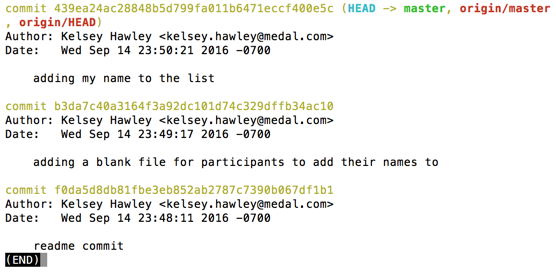 commit 439ea24ac28848b5d799fa011b6471eccf400e5c (HEAD -> master, origin/master
, origin/HEAD)
Author: Kelsey Hawley <kelsey.hawley@medal.com>
Date:   Wed Sep 14 23:50:21 2016 -0700
adding my name to the list
commit b3da7c40a3164f3a92dc101d74c329dffb34ac10
Author: Kelsey Hawley <kelsey.hawley@medal.com>
Date:   Wed Sep 14 23:49:17 2016 -0700
adding a blank file for participants to add their names to
commit f0da5d8db81fbe3eb852ab2787c7390b067df1b1
Author: Kelsey Hawley <kelsey.hawley@medal.com>
Date:   Wed Sep 14 23:48:11 2016 -0700
readme commit
(END)